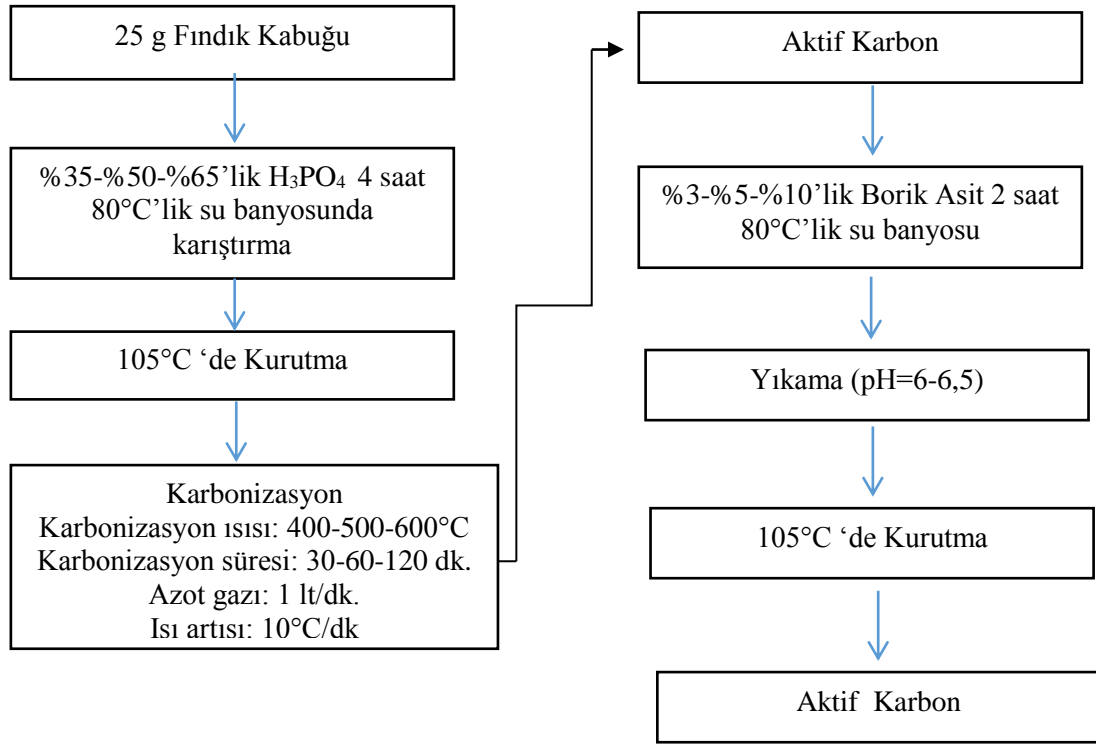 25 g Fındık Kabuğu
%35-%50-%65’lik H₃PO₄ 4 saat
80°C’lik su banyosunda
karıştırma
105°C ‘de Kurutma
Karbonizasyon
Karbonizasyon ısısı: 400-500-600°C
Karbonizasyon süresi: 30-60-120 dk.
Azot gazı: 1 lt/dk.
Isı artısı: 10°C/dk
Aktif Karbon
%3-%5-%10’lik Borik Asit 2 saat
80°C’lik su banyosu
Yıkama (pH=6-6,5)
105°C ‘de Kurutma
Aktif Karbon